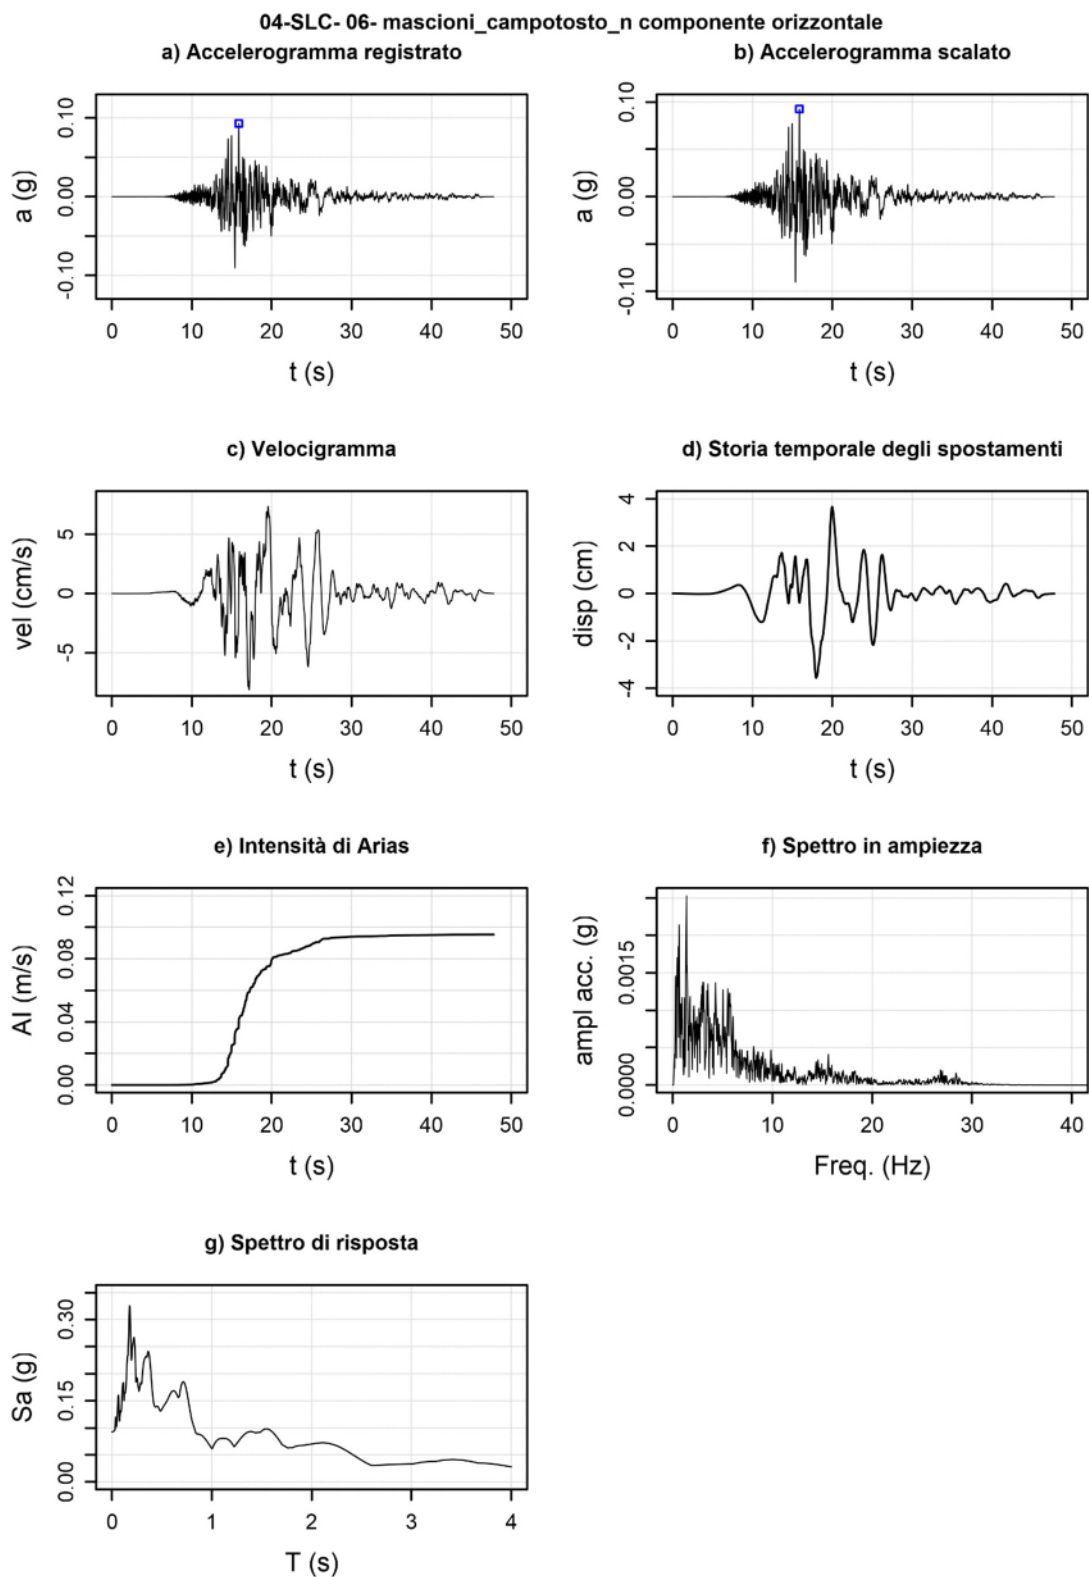 04-SLC- 06- mascioni_campotosto_n componente orizzontale
a) Accelerogramma registrato
a (g)
0.10
0.00
-0.10
0 10 20 30 40 50
t (s)
b) Accelerogramma scalato
a (g)
0.10
0.00
-0.10
0 10 20 30 40 50
t (s)
c) Velocigramma
vel (cm/s)
5
0
-5
0 10 20 30 40 50
t (s)
d) Storia temporale degli spostamenti
disp (cm)
4
2
0
-2
-4
0 10 20 30 40 50
t (s)
e) Intensità di Arias
AI (m/s)
0.12
0.08
0.04
0.00
0 10 20 30 40 50
t (s)
f) Spettro in ampiezza
ampl acc. (g)
0.0015
0.0000
0 10 20 30 40
Freq. (Hz)
g) Spettro di risposta
Sa (g)
0.30
0.15
0.00
0 1 2 3 4
T (s)